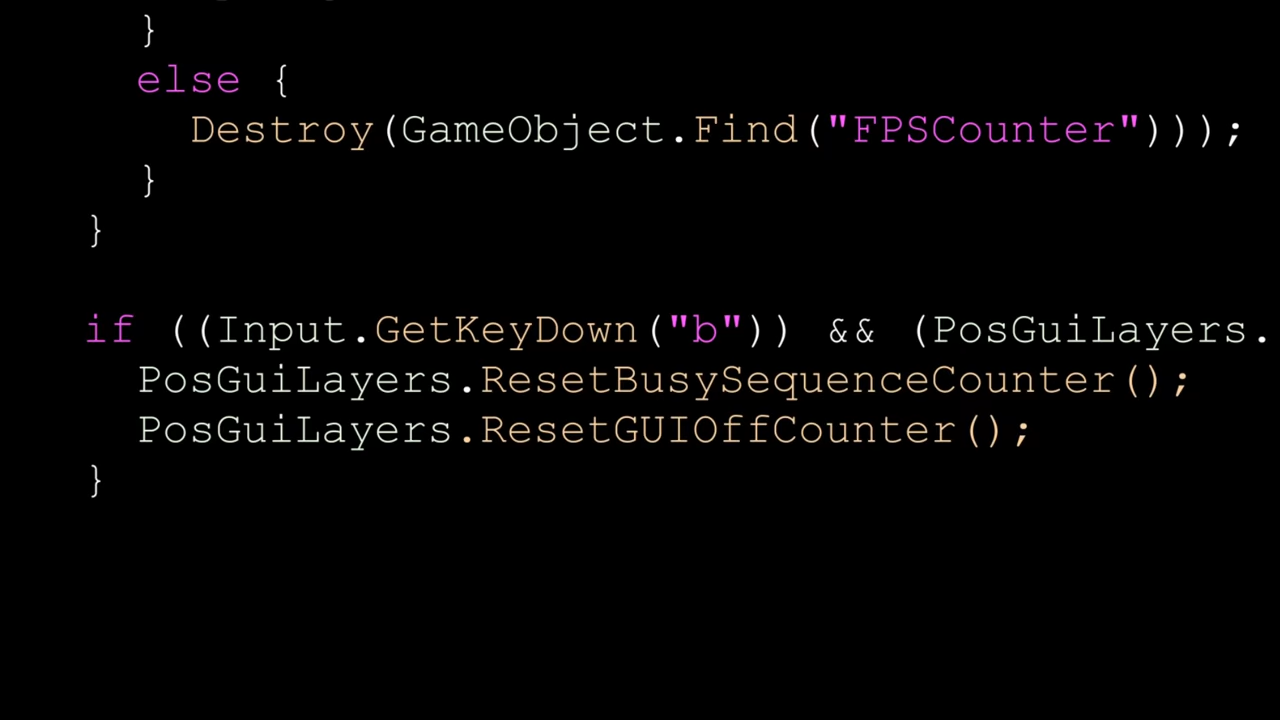 }
else {
Destroy(GameObject.Find("FPSCounter")));
}
}
if ((Input.GetKeyDown("b")) && (PosGuiLayers.
PosGuiLayers.ResetBusySequenceCounter();
PosGuiLayers.ResetGUIOffCounter();
}